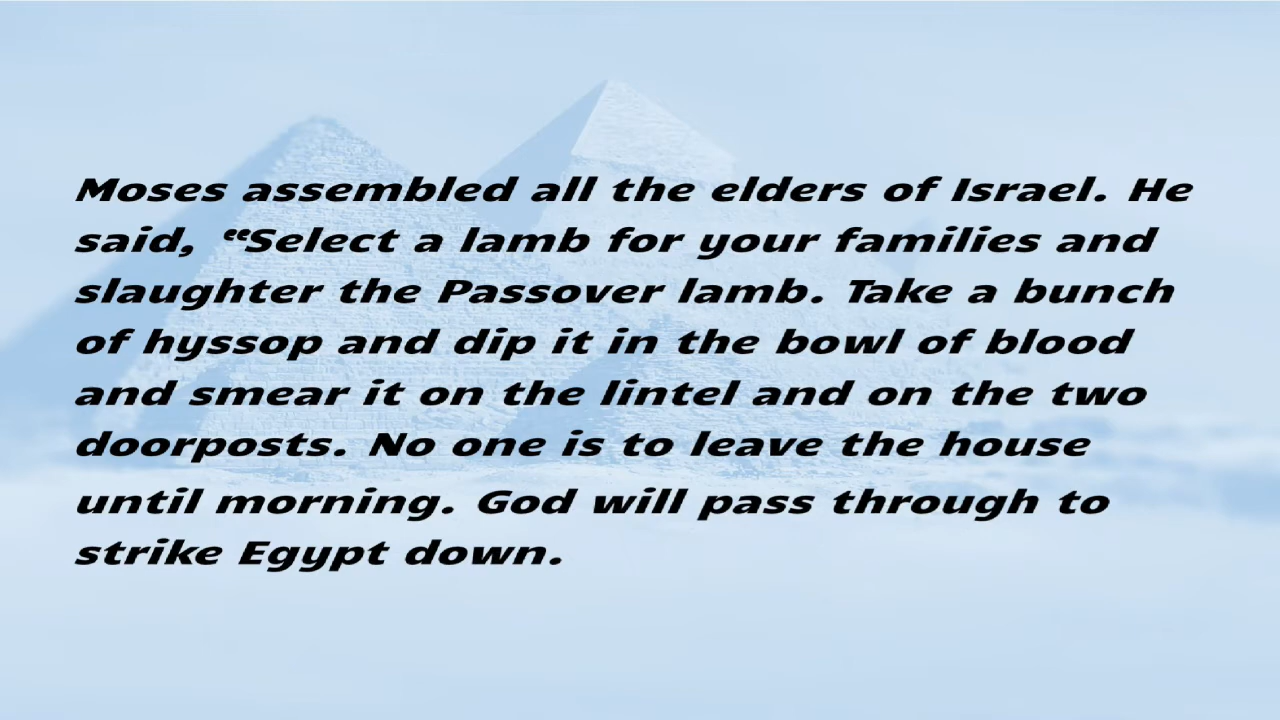 Moses assembled all the elders of Israel. He
said, “Select a lamb for your families and
slaughter the Passover lamb. Take a bunch
of hyssop and dip it in the bowl of blood
and smear it on the lintel and on the two
doorposts. No one is to leave the house
until morning. God will pass through to
strike Egypt down.